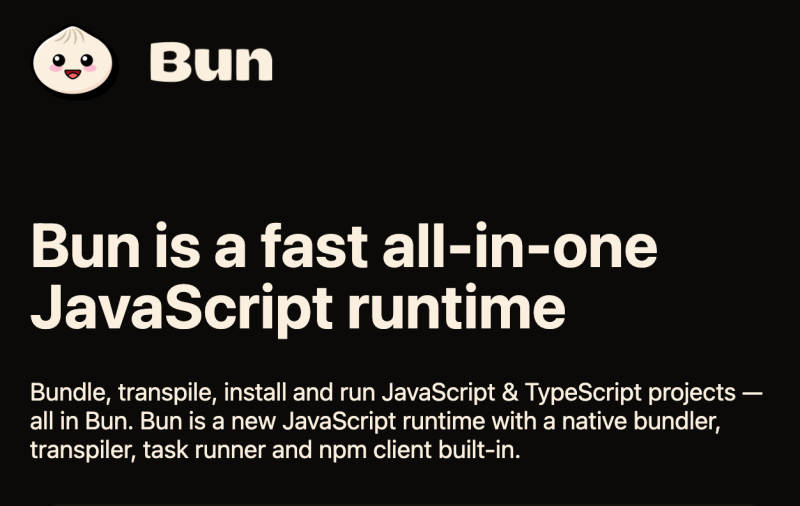 Bun
Bun is a fast all-in-one
JavaScript runtime
Bundle, transpile, install and run JavaScript & TypeScript projects —
all in Bun. Bun is a new JavaScript runtime with a native bundler,
transpiler, task runner and npm client built-in.